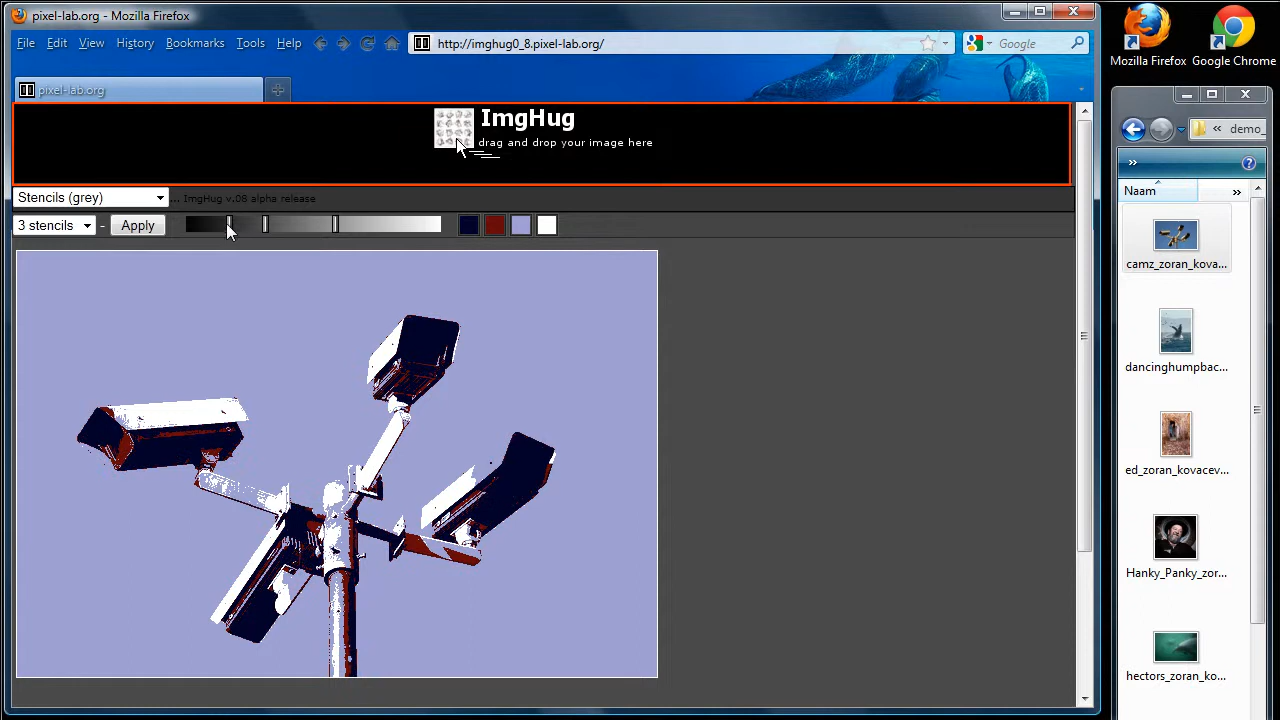 pixel-lab.org - Mozilla Firefox
File Edit View History Bookmarks Tools Help
http://imghug0_8.pixel-lab.org/
Google
pixel-lab.org
ImgHug
drag and drop your image here
Stencils (grey)
... ImgHug v.08 alpha release
3 stencils - Apply
Mozilla Firefox
Google Chrome
« demo_
»
Naam »
camz_zoran_kova...
dancinghumpbac...
ed_zoran_kovacev...
Hanky_Panky_zor...
hectors_zoran_ko...